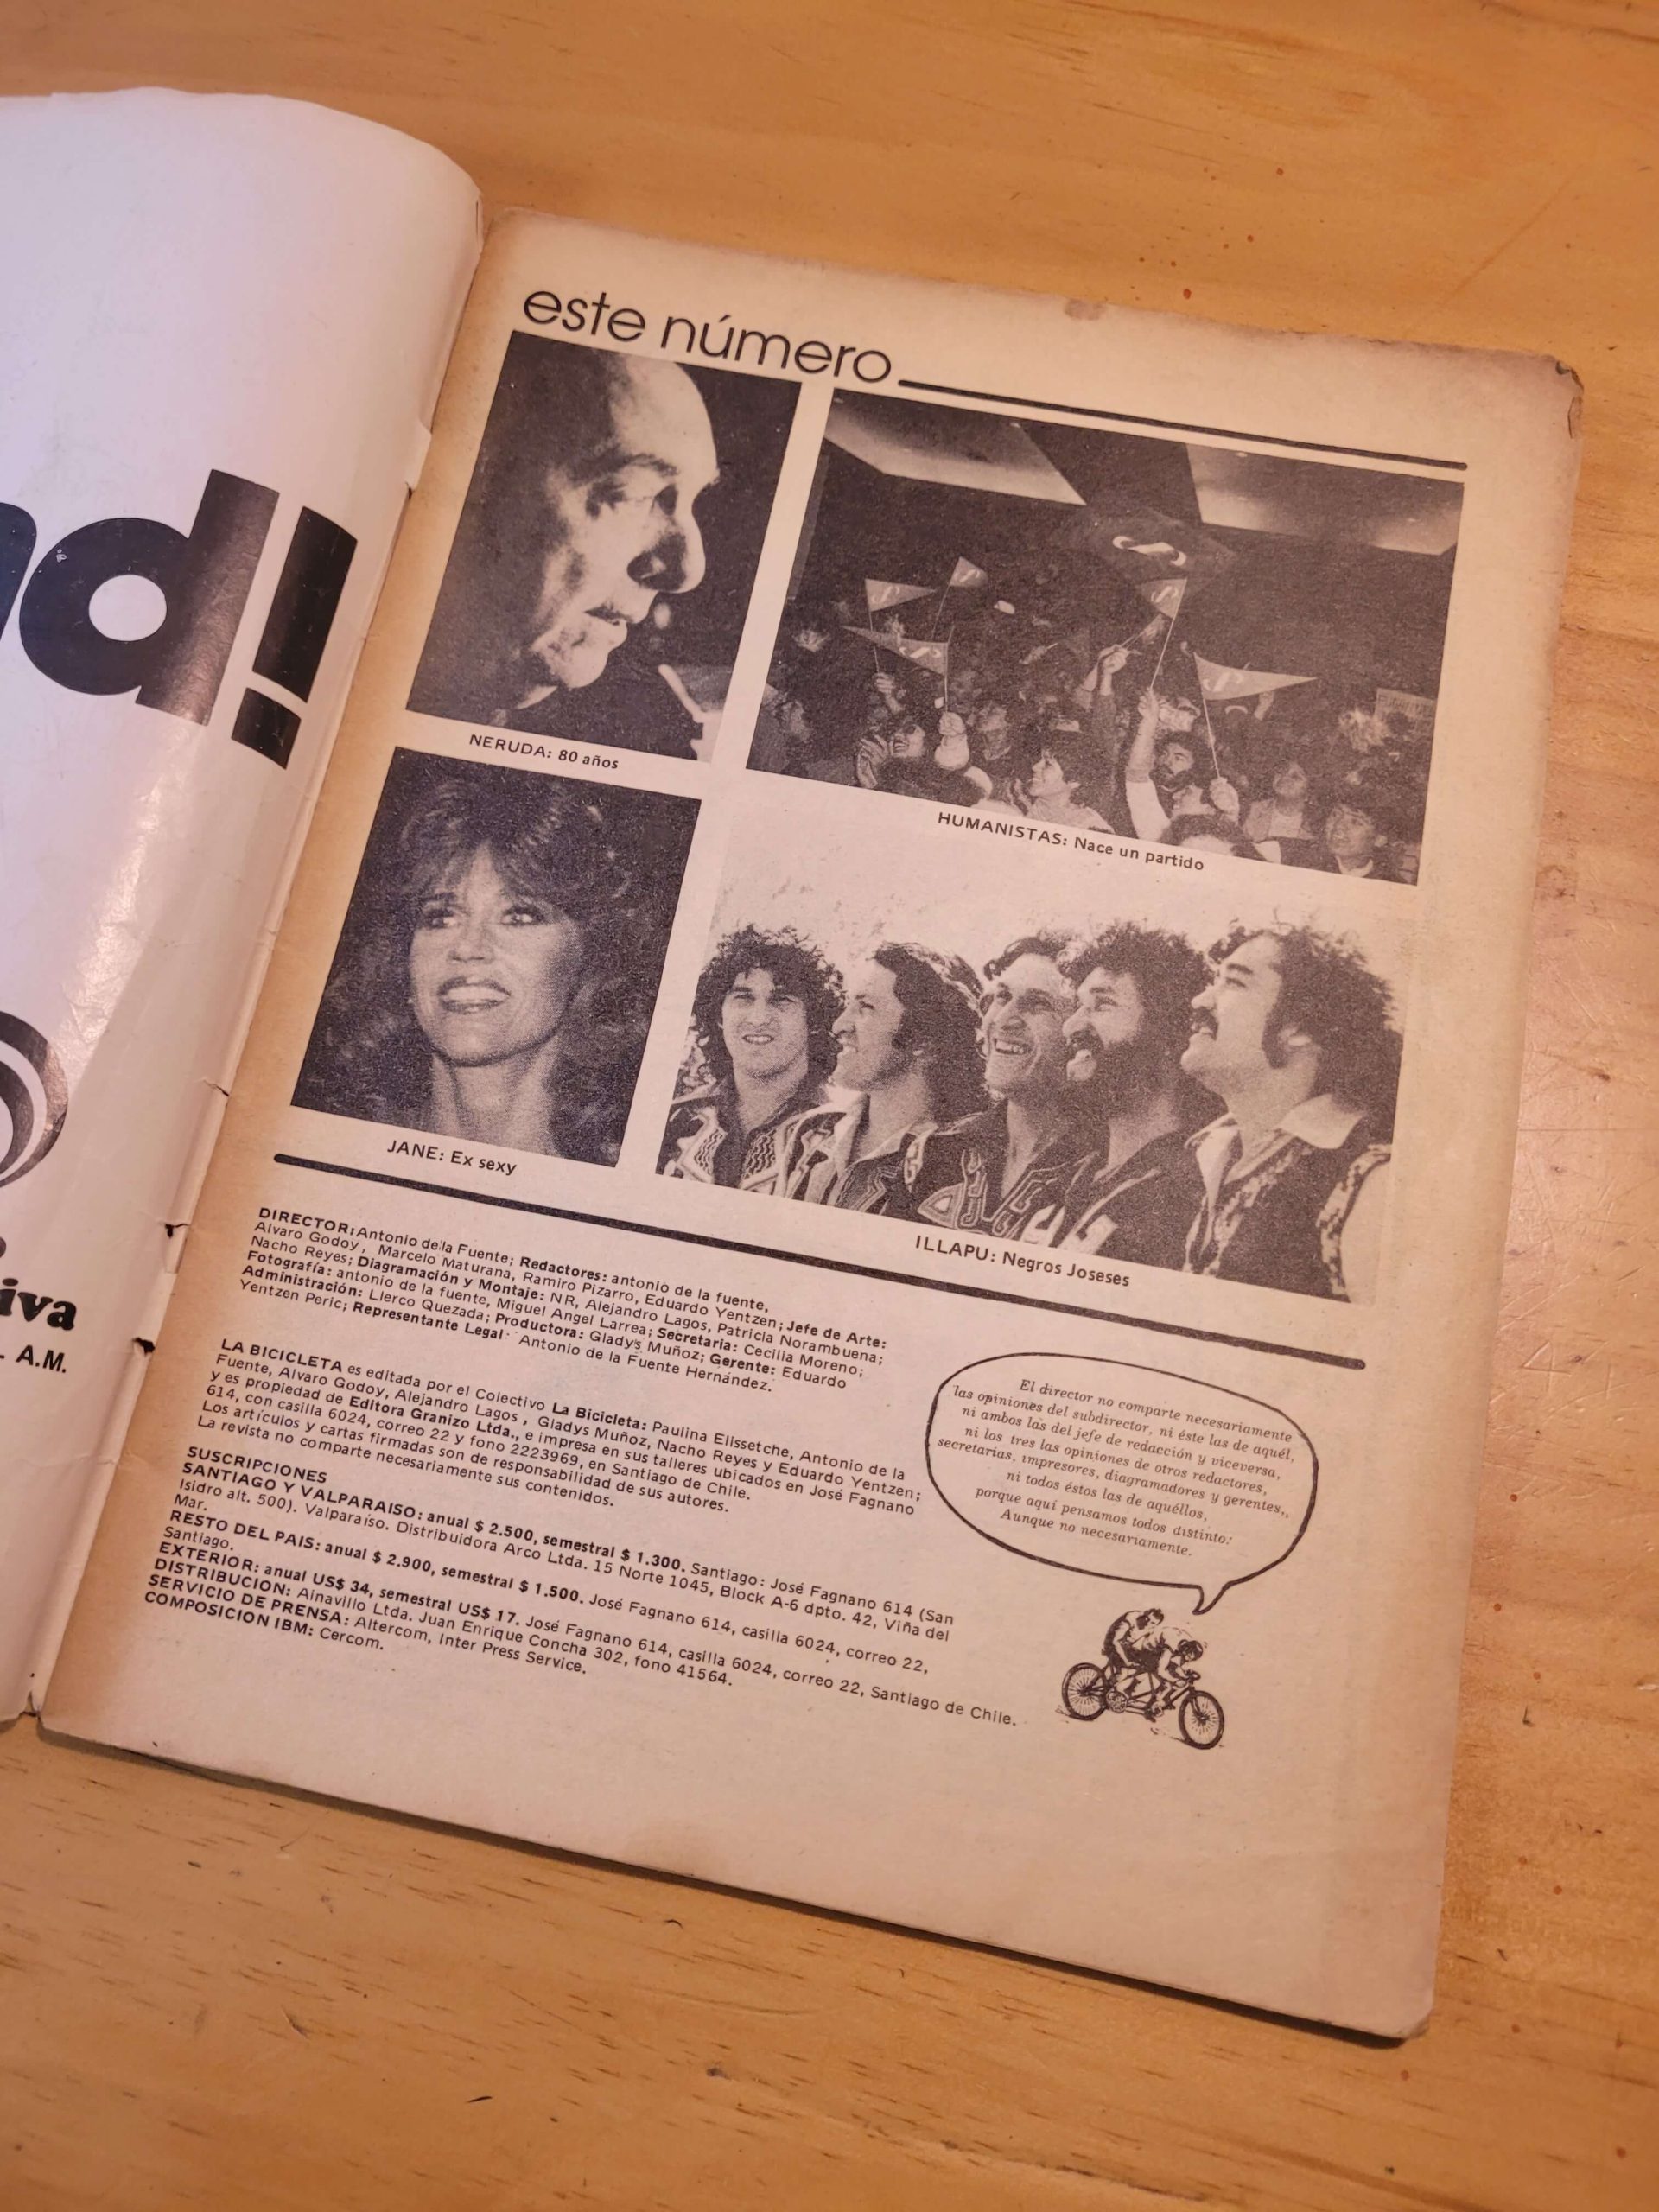 d!
iva
A.M.
este número
NERUDA: 80 años
HUMANISTAS: Nace un partido
JANE: Ex sexy
ILLAPU: Negros Joseses
DIRECTOR: Antonio de la Fuente; Redactores: antonio de la fuente,
Alvaro Godoy, Marcelo Maturana, Ramiro Pizarro, Eduardo Yentzen; Jefe de Arte:
Nacho Reyes; Diagramación y Montaje: NR, Alejandro Lagos, Patricia Norambuena;
Fotografía: antonio de la fuente, Miguel Angel Larrea; Secretaria: Cecilia Moreno;
Administración: Llerco Quezada; Productora: Gladys Muñoz; Gerente: Eduardo
Yentzen Peric; Representante Legal: Antonio de la Fuente Hernández.
LA BICICLETA es editada por el Colectivo La Bicicleta: Paulina Elissetche, Antonio de la
Fuente, Alvaro Godoy, Alejandro Lagos, Gladys Muñoz, Nacho Reyes y Eduardo Yentzen;
y es propiedad de Editora Granizo Ltda., e impresa en sus talleres ubicados en José Fagnano
614, con casilla 6024, correo 22 y fono 2223969, en Santiago de Chile.
Los artículos y cartas firmadas son de responsabilidad de sus autores.
La revista no comparte necesariamente sus contenidos.
SUSCRIPCIONES
SANTIAGO Y VALPARAISO: anual $ 2.500, semestral $ 1.300. Santiago: José Fagnano 614 (San
Isidro alt. 500). Valparaíso. Distribuidora Arco Ltda. 15 Norte 1045, Block A-6 dpto. 42, Viña del
Mar.
RESTO DEL PAIS: anual $ 2.900, semestral $ 1.500. José Fagnano 614, casilla 6024, correo 22,
Santiago.
EXTERIOR: anual US$ 34, semestral US$ 17. José Fagnano 614, casilla 6024, correo 22, Santiago de Chile.
DISTRIBUCION: Ainavillo Ltda. Juan Enrique Concha 302, fono 41564.
SERVICIO DE PRENSA: Altercom, Inter Press Service.
COMPOSICION IBM: Cercom.
El director no comparte necesariamente
las opiniones del subdirector, ni éste las de aquél,
ni ambos las del jefe de redacción y viceversa,
ni los tres las opiniones de otros redactores,
secretarias, impresores, diagramadores y gerentes,,
ni todos éstos las de aquéllos,
porque aquí pensamos todos distinto.
Aunque no necesariamente.